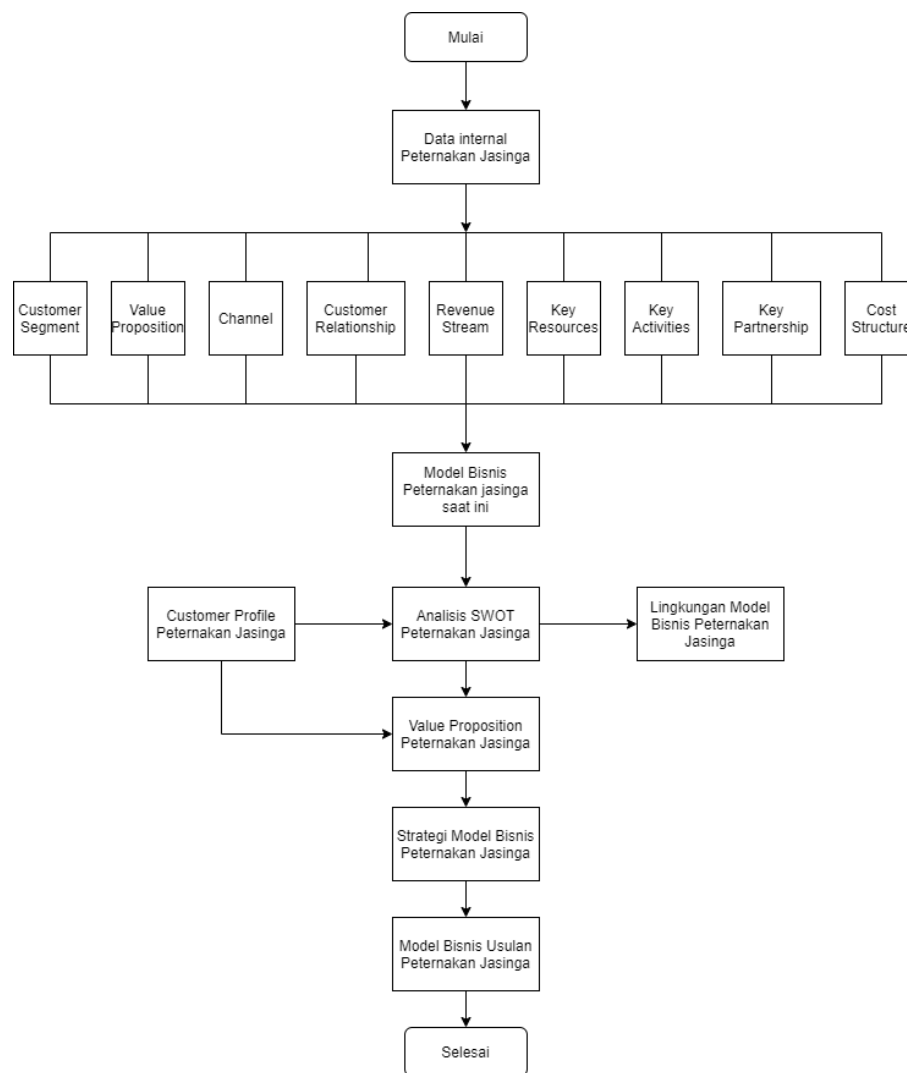 Mulai
Data internal
Peternakan Jasinga
Customer
Segment
Value
Proposition
Channel
Customer
Relationship
Revenue
Stream
Key
Resources
Key
Activities
Key
Partnership
Cost
Structure
Model Bisnis
Peternakan jasinga
saat ini
Customer Profile
Peternakan Jasinga
Analisis SWOT
Peternakan Jasinga
Lingkungan Model
Bisnis Peternakan
Jasinga
Value Proposition
Peternakan Jasinga
Strategi Model Bisnis
Peternakan Jasinga
Model Bisnis Usulan
Peternakan Jasinga
Selesai